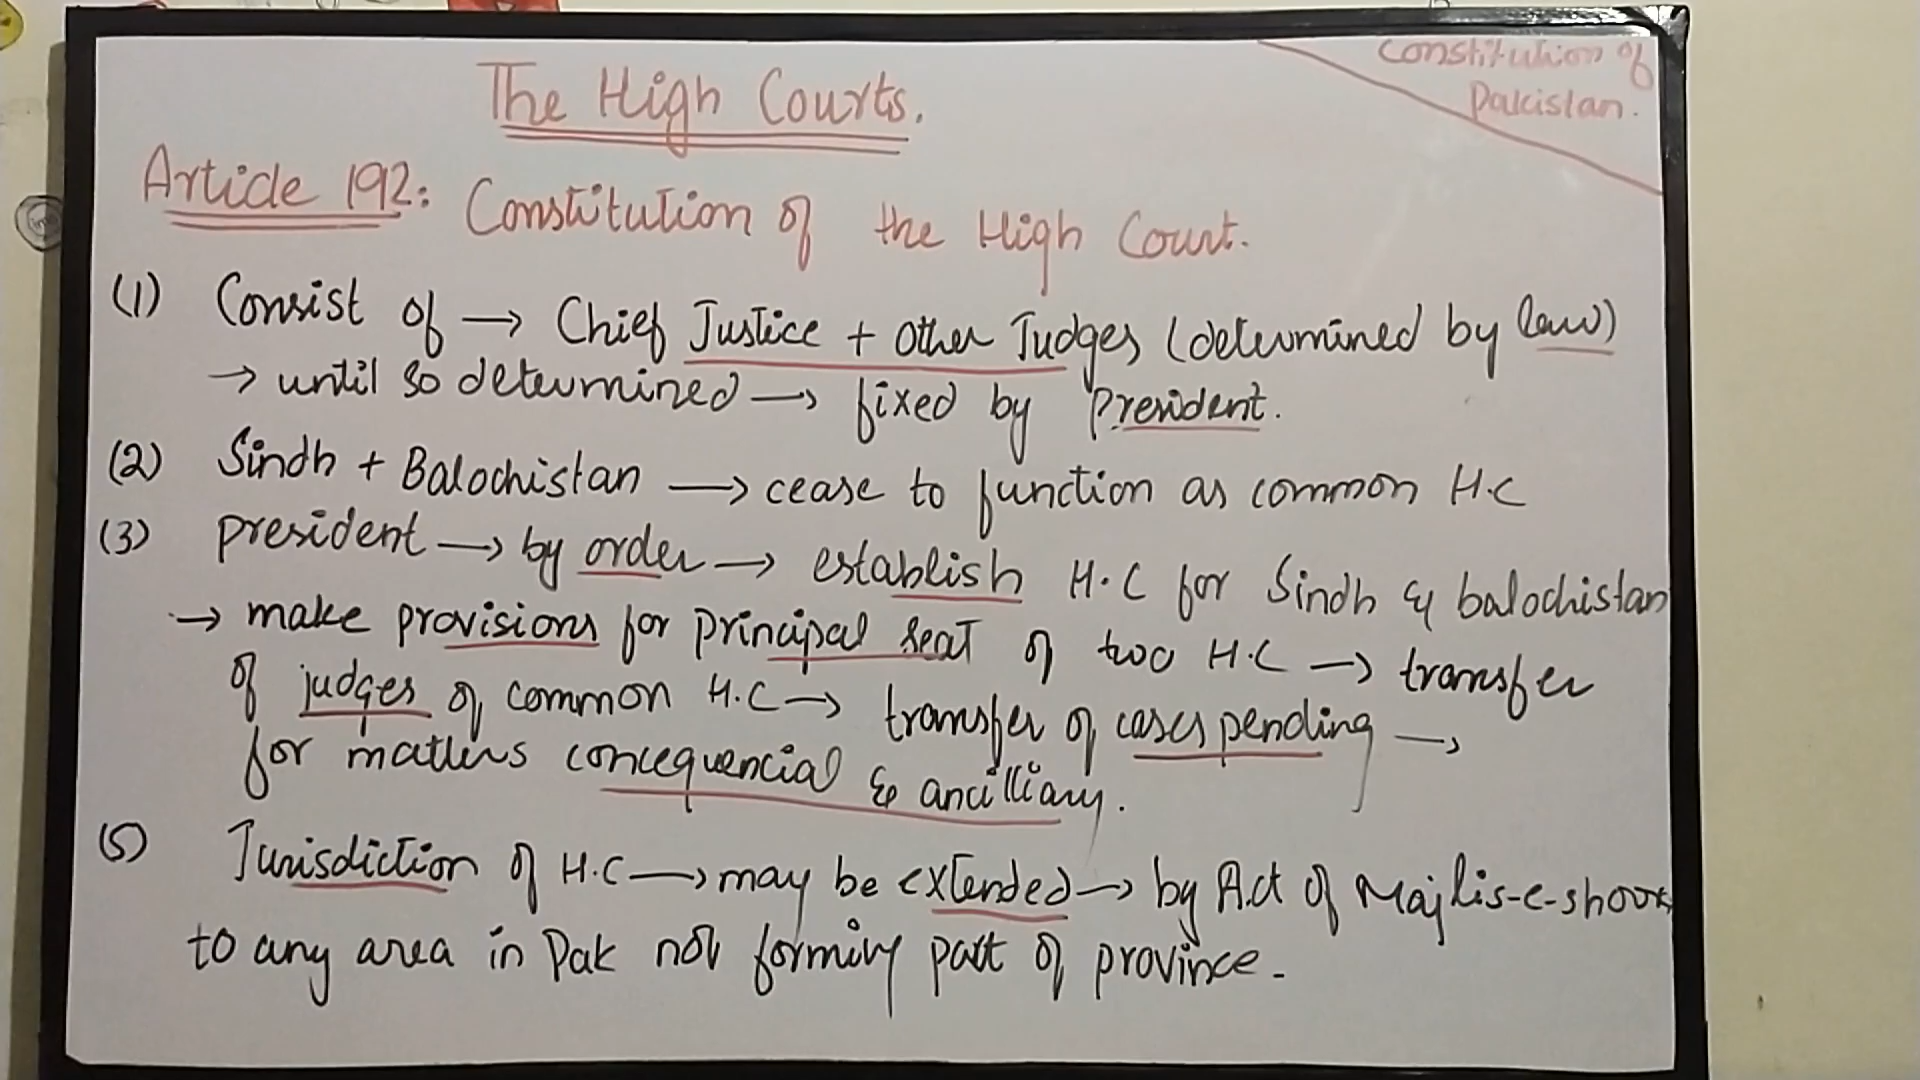 Constitution of
Pakistan.
The High Courts.
Article 192: Constitution of the High Court.
(1) Consist of → Chief Justice + Other Judges (determined by law)
→ until so determined → fixed by President.
(2) Sindh + Balochistan → cease to function as common H.C
(3) president → by order → establish H.C for Sindh & balochistan
→ make provisions for principal seat of two H.C → transfer
of judges of common H.C → transfer of cases pending →
for matters concequencial & ancilliary.
(5) Jurisdiction of H.C → may be extended → by Act of Majlis-e-shoora
to any area in Pak not forming part of province.